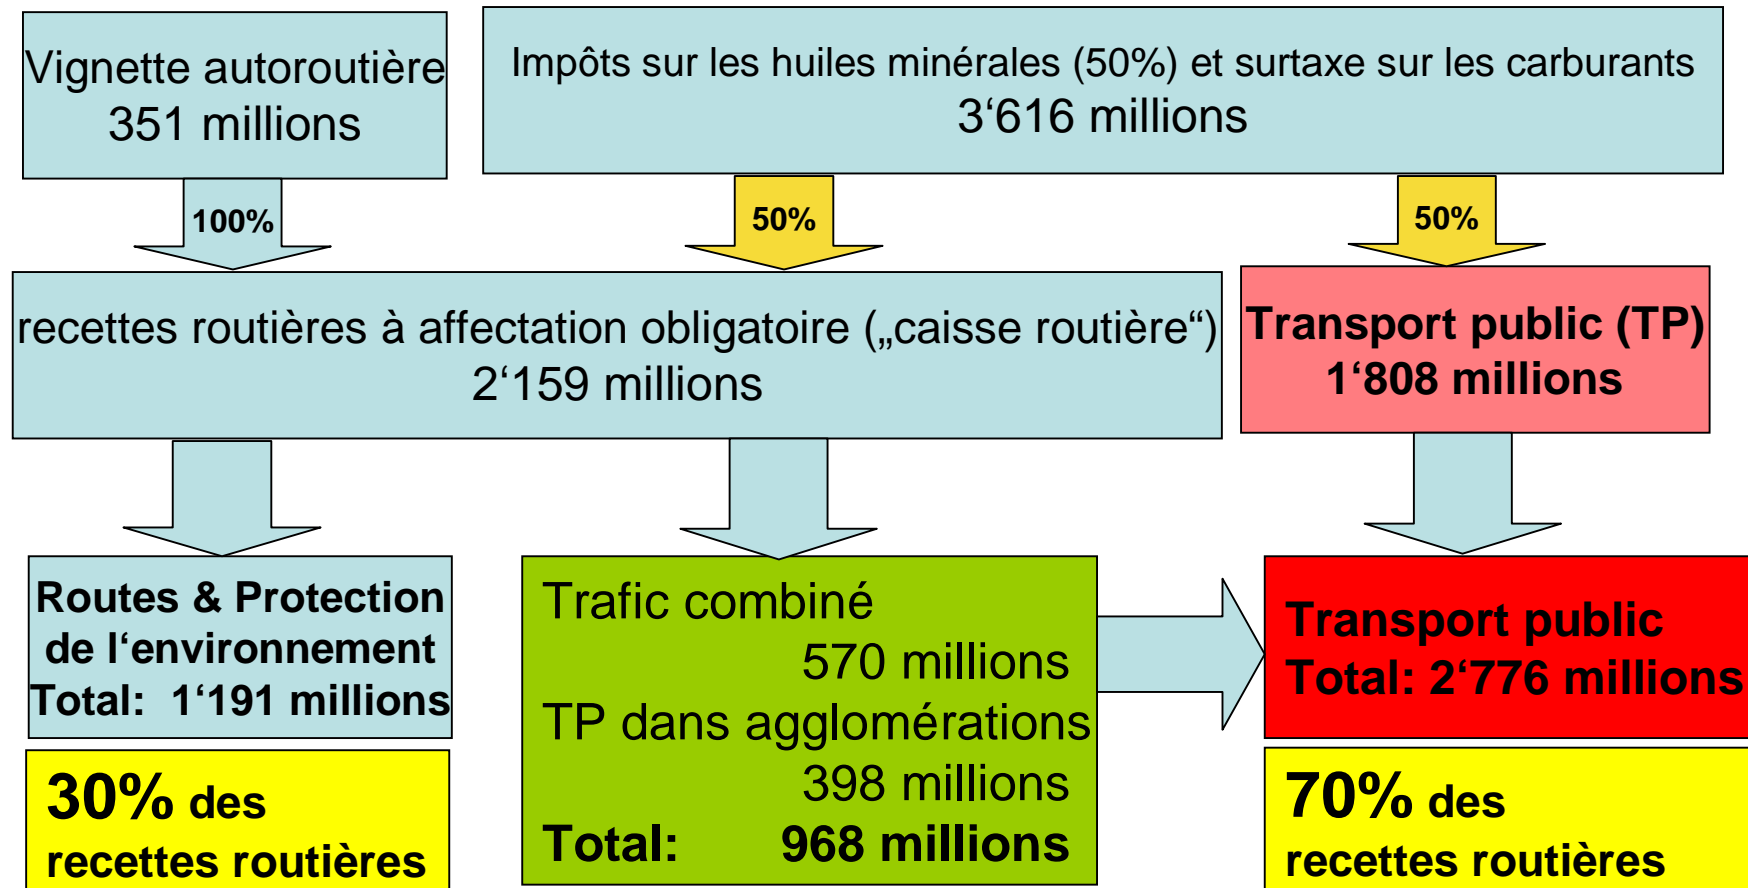 Vignette autoroutière
351 millions
Impôts sur les huiles minérales (50%) et surtaxe sur les carburants
3‘616 millions
100%
50%
50%
recettes routières à affectation obligatoire („caisse routière“)
2‘159 millions
Transport public (TP)
1‘808 millions
Routes & Protection
de l‘environnement
Total: 1‘191 millions
Trafic combiné
570 millions
TP dans agglomérations
398 millions
Total: 968 millions
Transport public
Total: 2‘776 millions
30% des
recettes routières
70% des
recettes routières